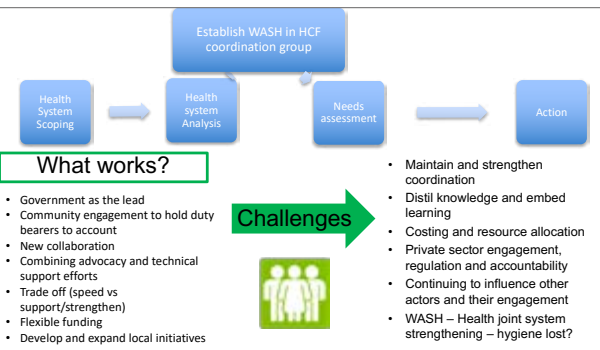 Establish WASH in HCF
coordination group
Health
System
Scoping
Health
system
Analysis
Needs
assessment
Action
What works?
• Government as the lead
• Community engagement to hold duty
bearers to account
• New collaboration
• Combining advocacy and technical
support efforts
• Trade off (speed vs
support/strengthen)
• Flexible funding
• Develop and expand local initiatives
Challenges
• Maintain and strengthen
coordination
• Distil knowledge and embed
learning
• Costing and resource allocation
• Private sector engagement,
regulation and accountability
• Continuing to influence other
actors and their engagement
• WASH – Health joint system
strengthening – hygiene lost?